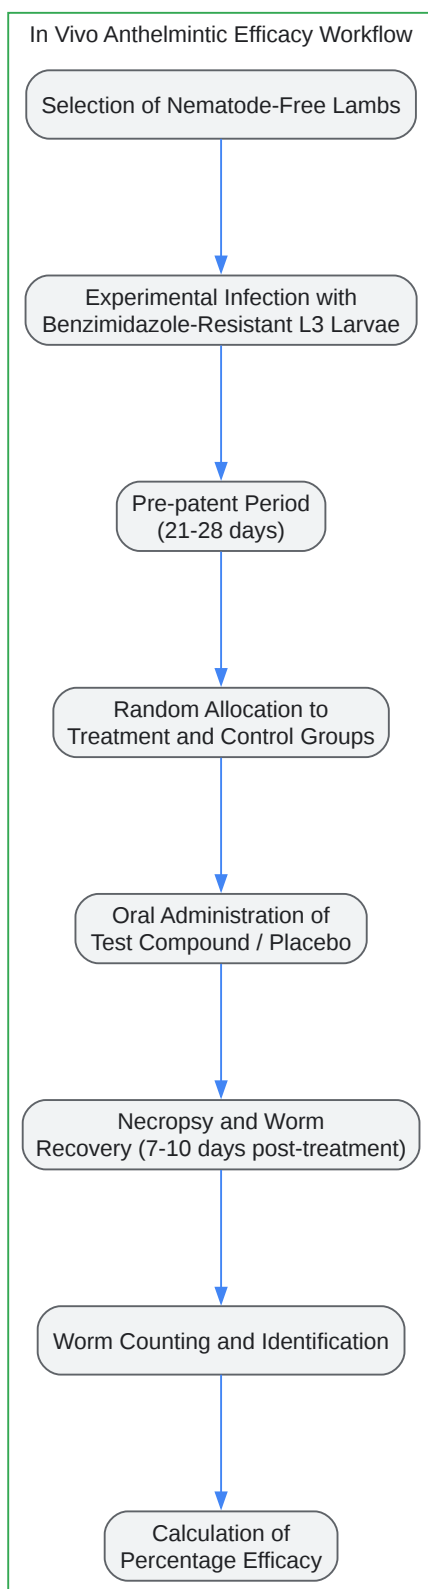 In Vivo Anthelmintic Efficacy Workflow
Selection of Nematode-Free Lambs
Experimental Infection with
Benzimidazole-Resistant L3 Larvae
Pre-patent Period
(21-28 days)
Random Allocation to
Treatment and Control Groups
Oral Administration of
Test Compound / Placebo
Necropsy and Worm
Recovery (7-10 days post-treatment)
Worm Counting and Identification
Calculation of
Percentage Efficacy